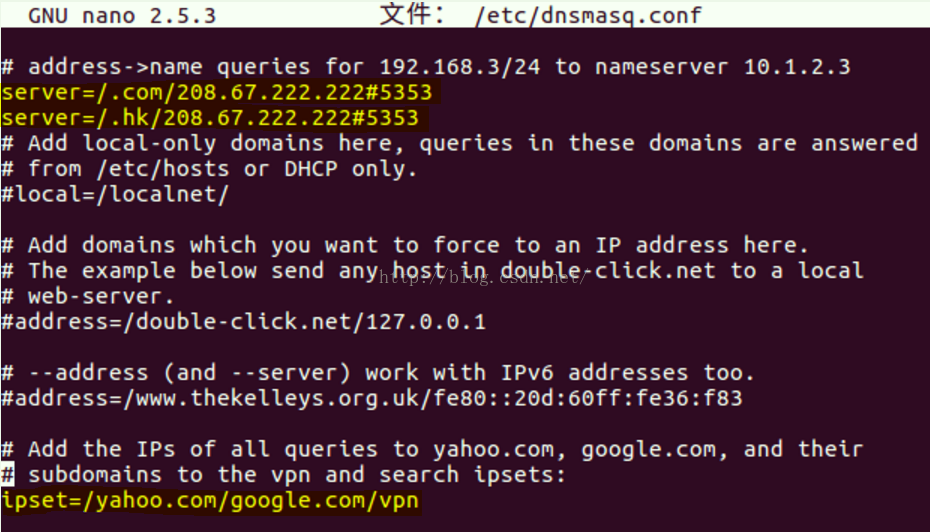 GNU nano 2.5.3 文件： /etc/dnsmasq.conf
# address->name queries for 192.168.3/24 to nameserver 10.1.2.3
server=/.com/208.67.222.222#5353
server=/.hk/208.67.222.222#5353
# Add local-only domains here, queries in these domains are answered
# from /etc/hosts or DHCP only.
#local=/localnet/
# Add domains which you want to force to an IP address here.
# The example below send any host in double-click.net to a local
http://blog.csdn.net/
# web-server.
#address=/double-click.net/127.0.0.1
# --address (and --server) work with IPv6 addresses too.
#address=/www.thekelleys.org.uk/fe80::20d:60ff:fe36:f83
# Add the IPs of all queries to yahoo.com, google.com, and their
# subdomains to the vpn and search ipsets:
ipset=/yahoo.com/google.com/vpn